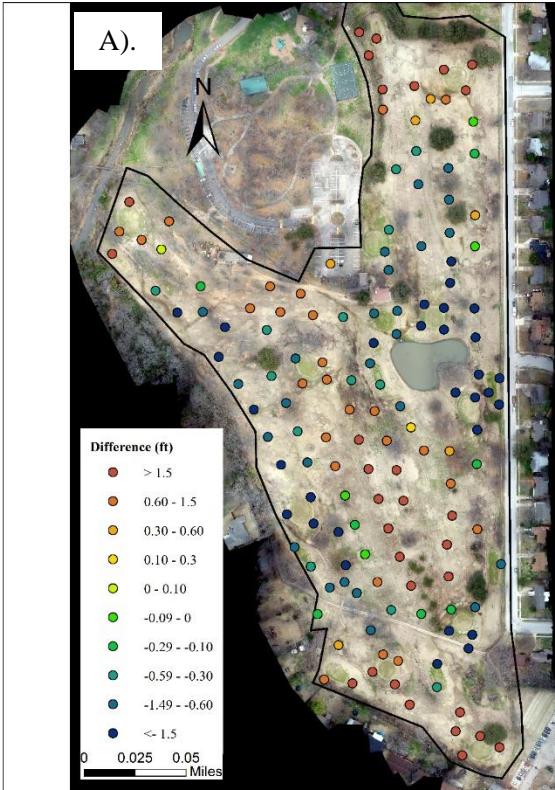 A).
N
Difference (ft)
> 1.5
0.60 - 1.5
0.30 - 0.60
0.10 - 0.3
0 - 0.10
-0.09 - 0
-0.29 - -0.10
-0.59 - -0.30
-1.49 - -0.60
<- 1.5
0 0.025 0.05
Miles